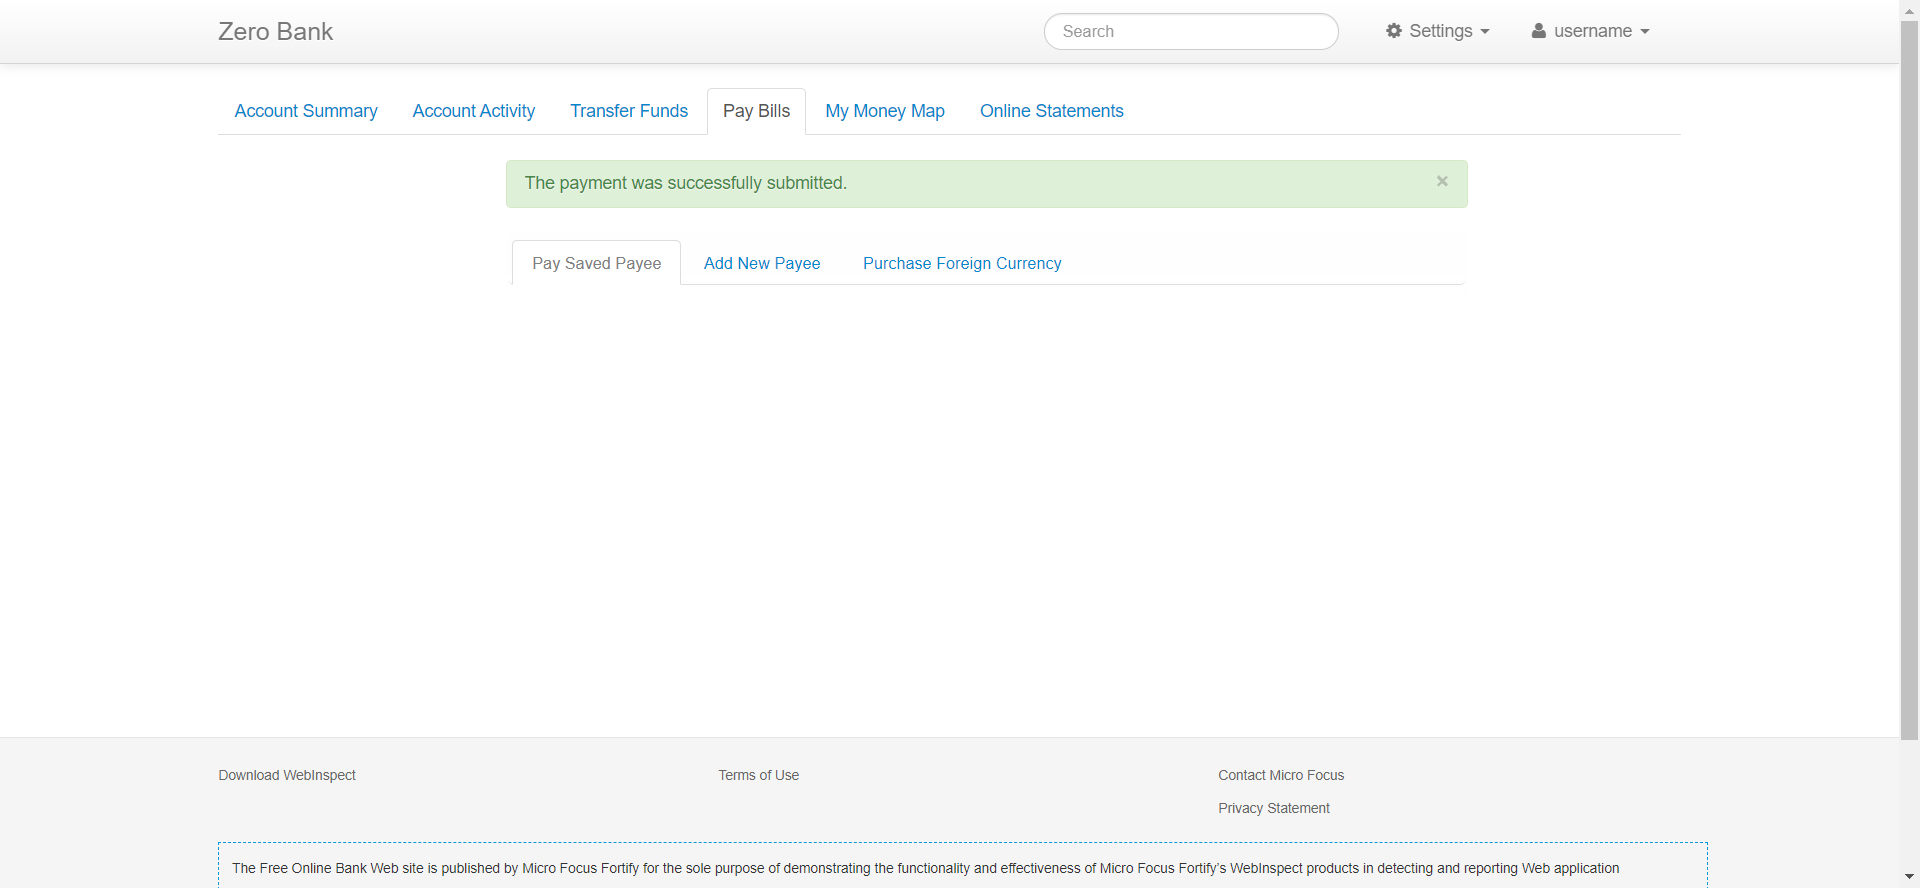 Zero Bank
Search
Settings
username
Account Summary
Account Activity
Transfer Funds
Pay Bills
My Money Map
Online Statements
The payment was successfully submitted.
×
Pay Saved Payee
Add New Payee
Purchase Foreign Currency
Download WebInspect
Terms of Use
Contact Micro Focus
Privacy Statement
The Free Online Bank Web site is published by Micro Focus Fortify for the sole purpose of demonstrating the functionality and effectiveness of Micro Focus Fortify's WebInspect products in detecting and reporting Web application